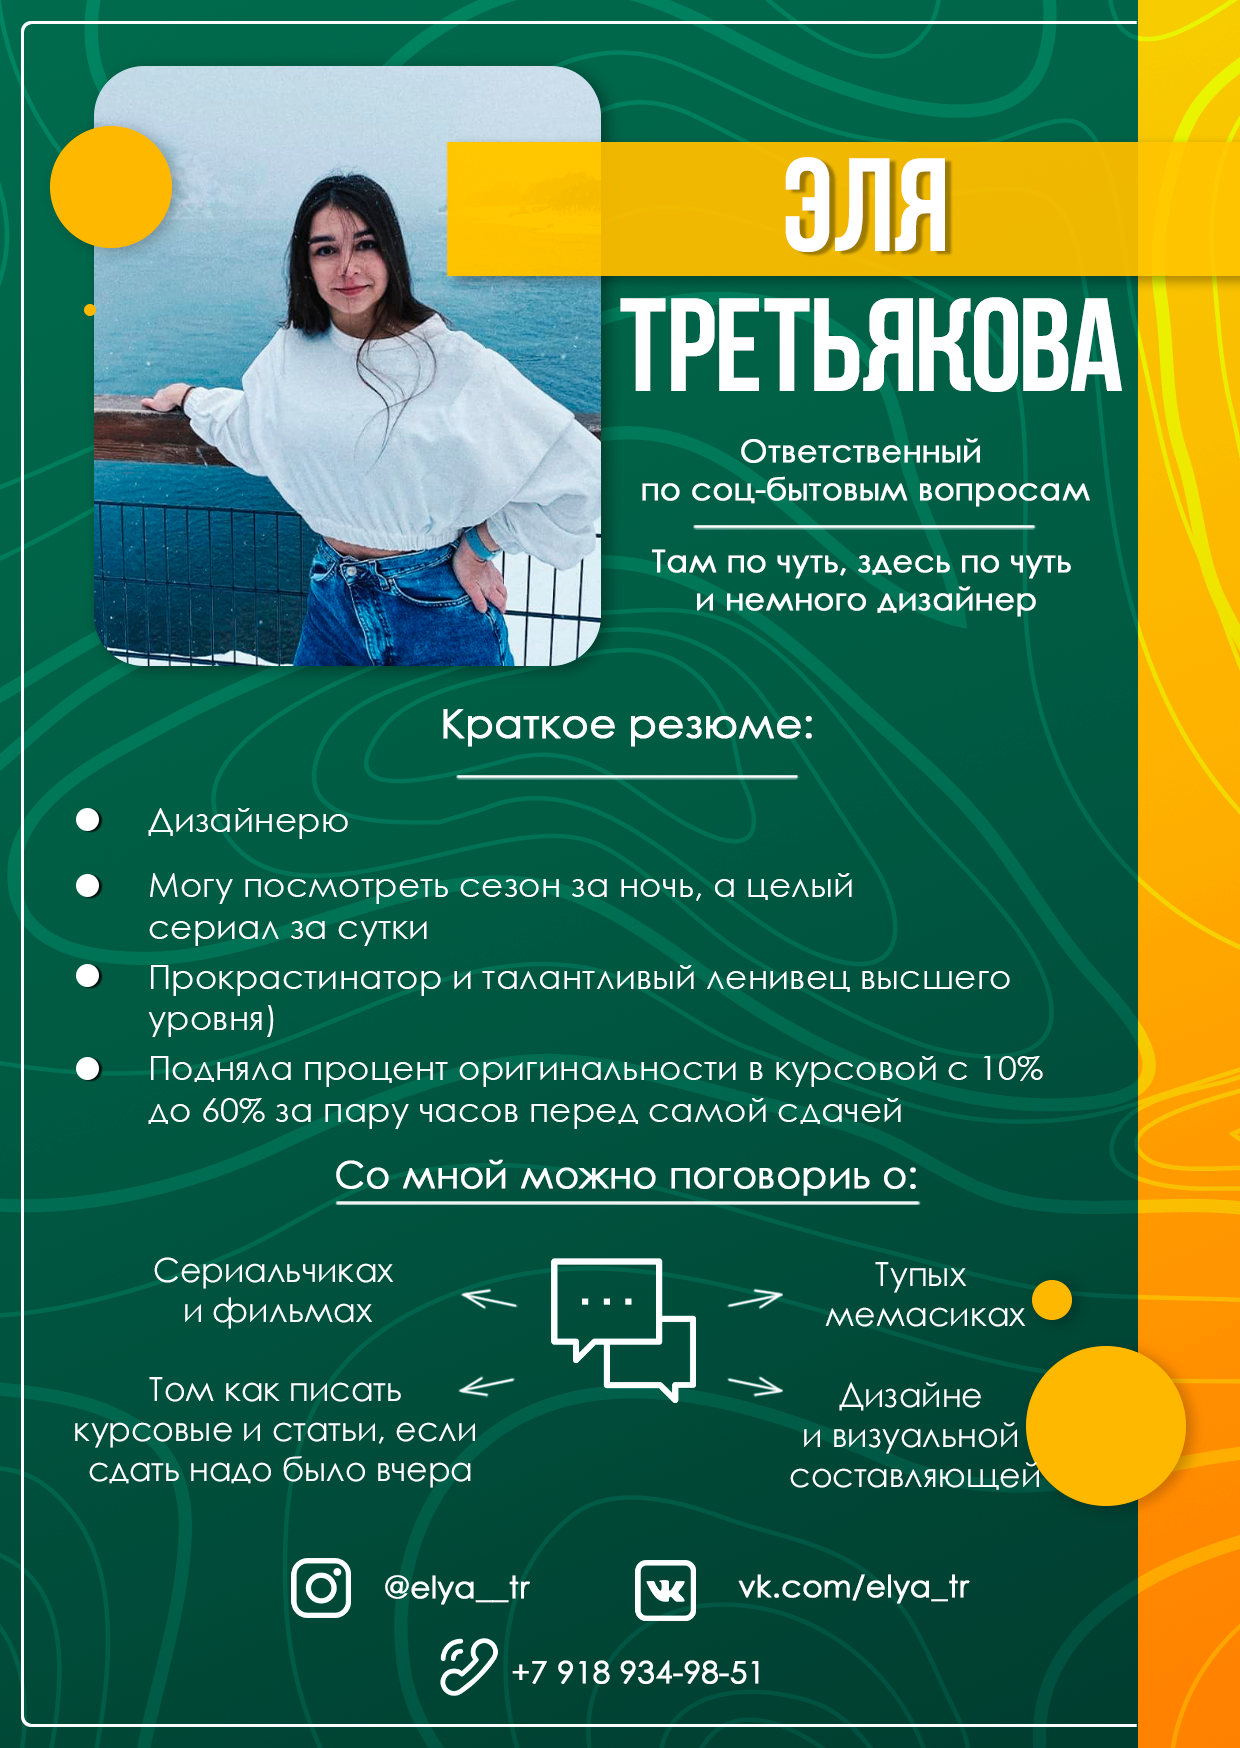 ЭЛЯ
ТРЕТЬЯКОВА
Ответственный
по соц-бытовым вопросам
Там по чуть, здесь по чуть
и немного дизайнер
Краткое резюме:
Дизайнерю
Могу посмотреть сезон за ночь, а целый
сериал за сутки
Прокрастинатор и талантливый ленивец высшего
уровня)
Подняла процент оригинальности в курсовой с 10%
до 60% за пару часов перед самой сдачей
Со мной можно поговориь о:
Сериальчиках
и фильмах
Тупых
мемасиках
Том как писать
курсовые и статьи, если
сдать надо было вчера
Дизайне
и визуальной
составляющей
@elya__tr
vk.com/elya_tr
+7 918 934-98-51